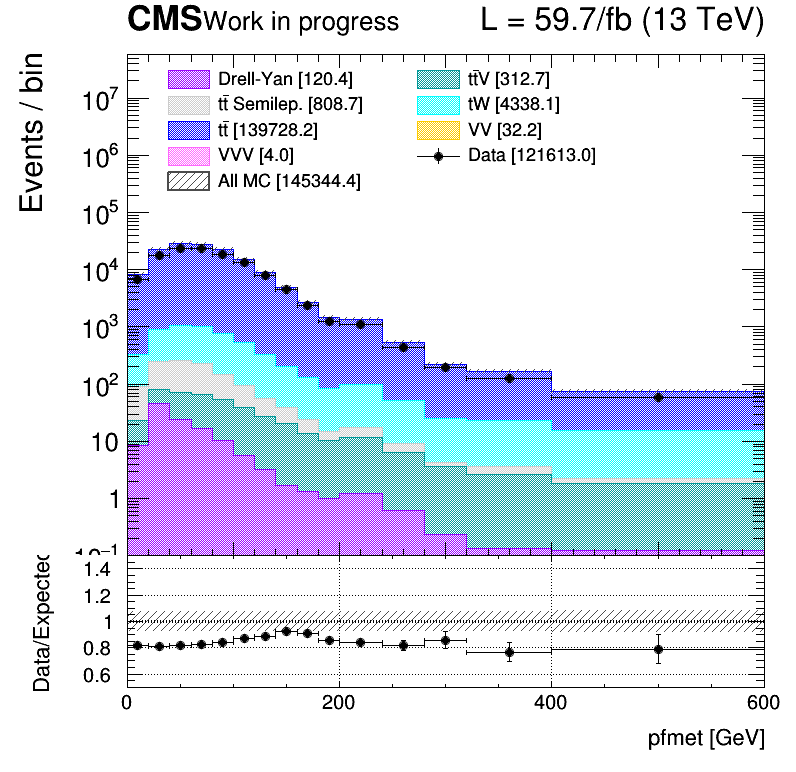 CMS Work in progress L = 59.7/fb (13 TeV)
Events / bin
Drell-Yan [120.4] tt̄V [312.7]
tt̄ Semilep. [808.7] tW [4338.1]
tt̄ [139728.2] VV [32.2]
VVV [4.0] Data [121613.0]
All MC [145344.4]
10⁷
10⁶
10⁵
10⁴
10³
10²
10
1
10⁻¹
Data/Expected
1.4
1.2
1
0.8
0.6
0 200 400 600
pfmet [GeV]